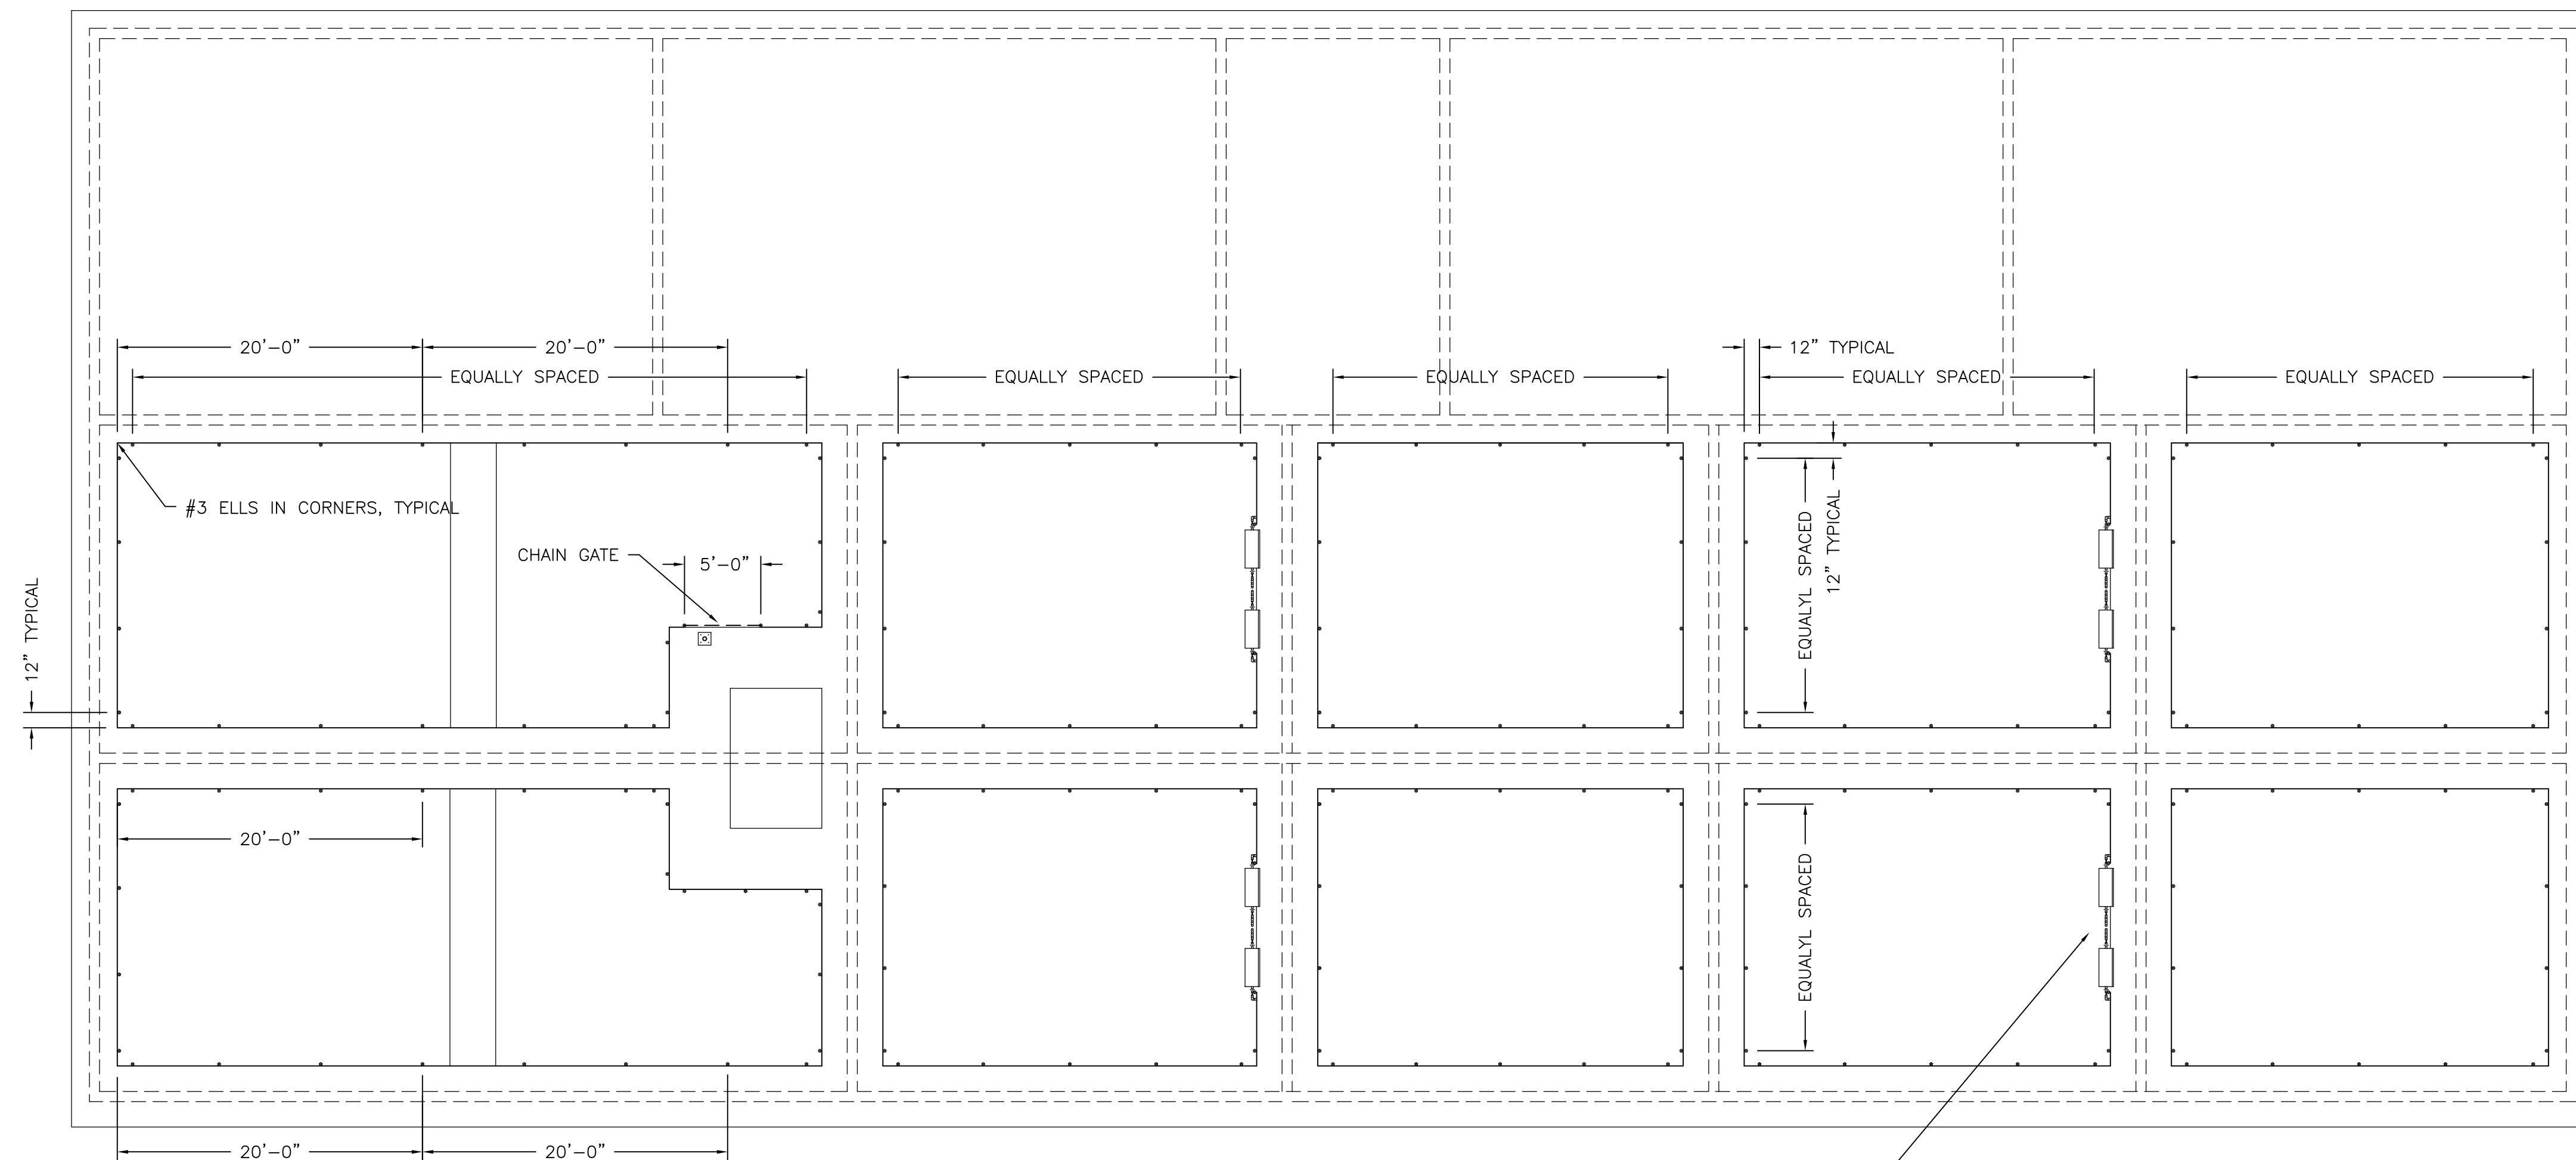 20'-0"
20'-0"
12" TYPICAL
EQUALLY SPACED
EQUALLY SPACED
EQUALLY SPACED
EQUALLY SPACED
EQUALLY SPACED
#3 ELLS IN CORNERS, TYPICAL
CHAIN GATE
5'-0"
12" TYPICAL
EQUALYL SPACED
12" TYPICAL
20'-0"
EQUALYL SPACED
20'-0"
20'-0"